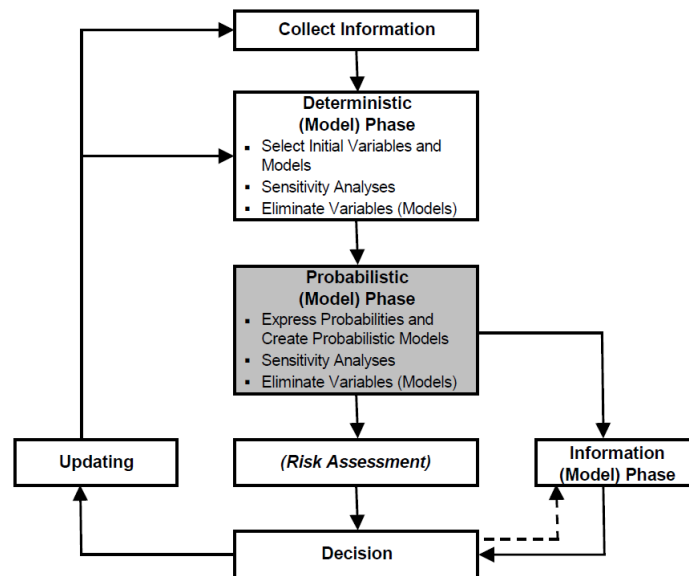 Collect Information
Deterministic
(Model) Phase
▪ Select Initial Variables and
Models
▪ Sensitivity Analyses
▪ Eliminate Variables (Models)
Probabilistic
(Model) Phase
▪ Express Probabilities and
Create Probabilistic Models
▪ Sensitivity Analyses
▪ Eliminate Variables (Models)
Updating
(Risk Assessment)
Information
(Model) Phase
Decision